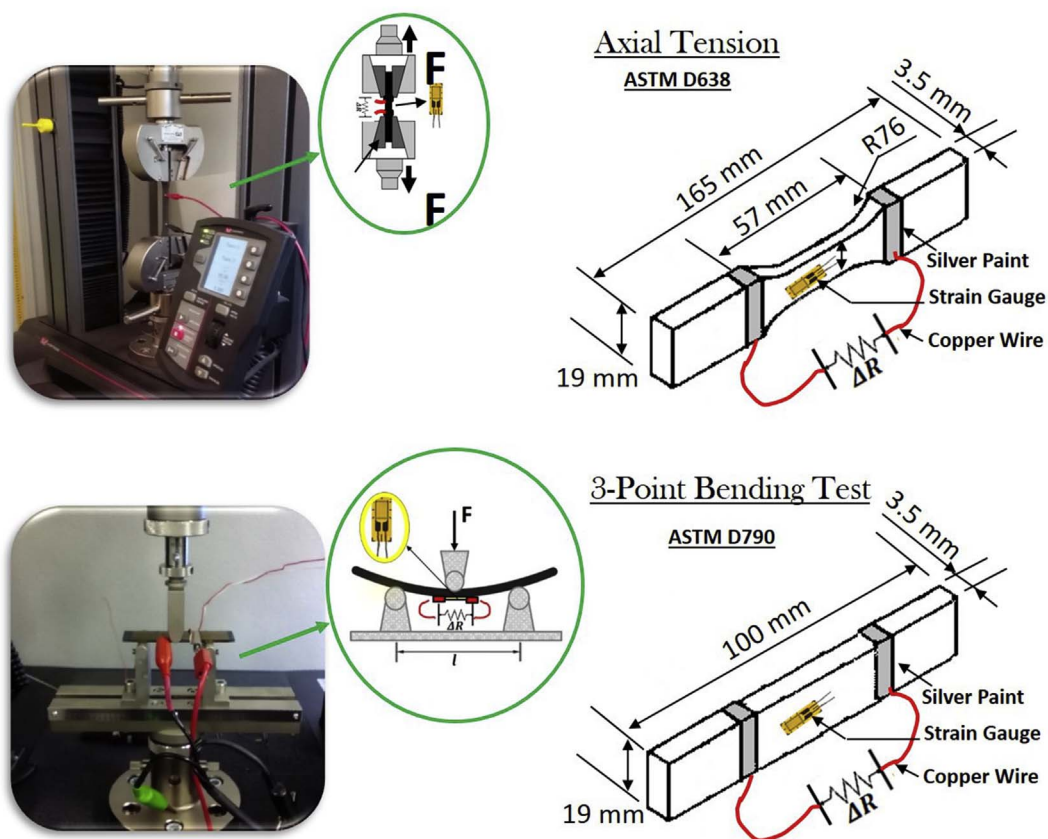 Axial Tension
ASTM D638
F
F
3.5 mm
165 mm
R76
57 mm
Silver Paint
Strain Gauge
Copper Wire
ΔR
19 mm
3-Point Bending Test
ASTM D790
F
ΔR
l
3.5 mm
100 mm
Silver Paint
Strain Gauge
Copper Wire
ΔR
19 mm